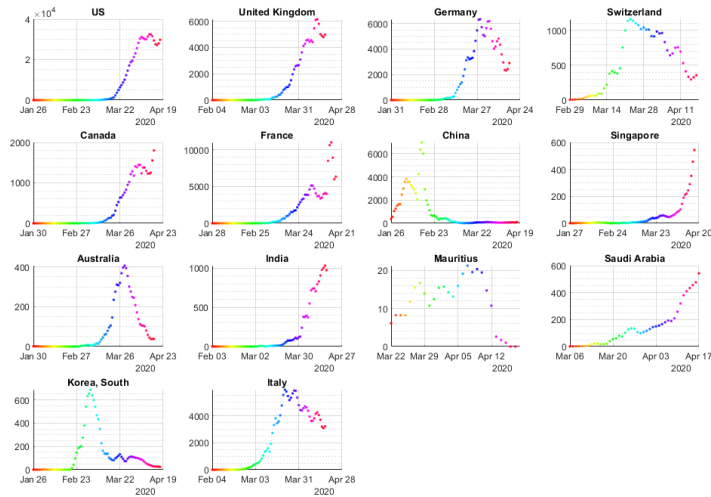 US
×10⁴
4
2
0
Jan 26 Feb 23 Mar 22 Apr 19
2020
United Kingdom
6000
4000
2000
0
Feb 04 Mar 03 Mar 31 Apr 28
2020
Germany
6000
4000
2000
0
Jan 31 Feb 28 Mar 27 Apr 24
2020
Switzerland
1000
500
0
Feb 29 Mar 14 Mar 28 Apr 11
2020
Canada
2000
1000
0
Jan 30 Feb 27 Mar 26 Apr 23
2020
France
10000
5000
0
Jan 28 Feb 25 Mar 24 Apr 21
2020
China
6000
4000
2000
0
Jan 26 Feb 23 Mar 22 Apr 19
2020
Singapore
600
400
200
0
Jan 27 Feb 24 Mar 23 Apr 20
2020
Australia
400
200
0
Jan 30 Feb 27 Mar 26 Apr 23
2020
India
1000
500
0
Feb 03 Mar 02 Mar 30 Apr 27
2020
Mauritius
20
10
0
Mar 22 Mar 29 Apr 05 Apr 12
2020
Saudi Arabia
600
400
200
0
Mar 06 Mar 20 Apr 03 Apr 17
2020
Korea, South
600
400
200
0
Jan 26 Feb 23 Mar 22 Apr 19
2020
Italy
4000
2000
0
Feb 04 Mar 03 Mar 31 Apr 28
2020